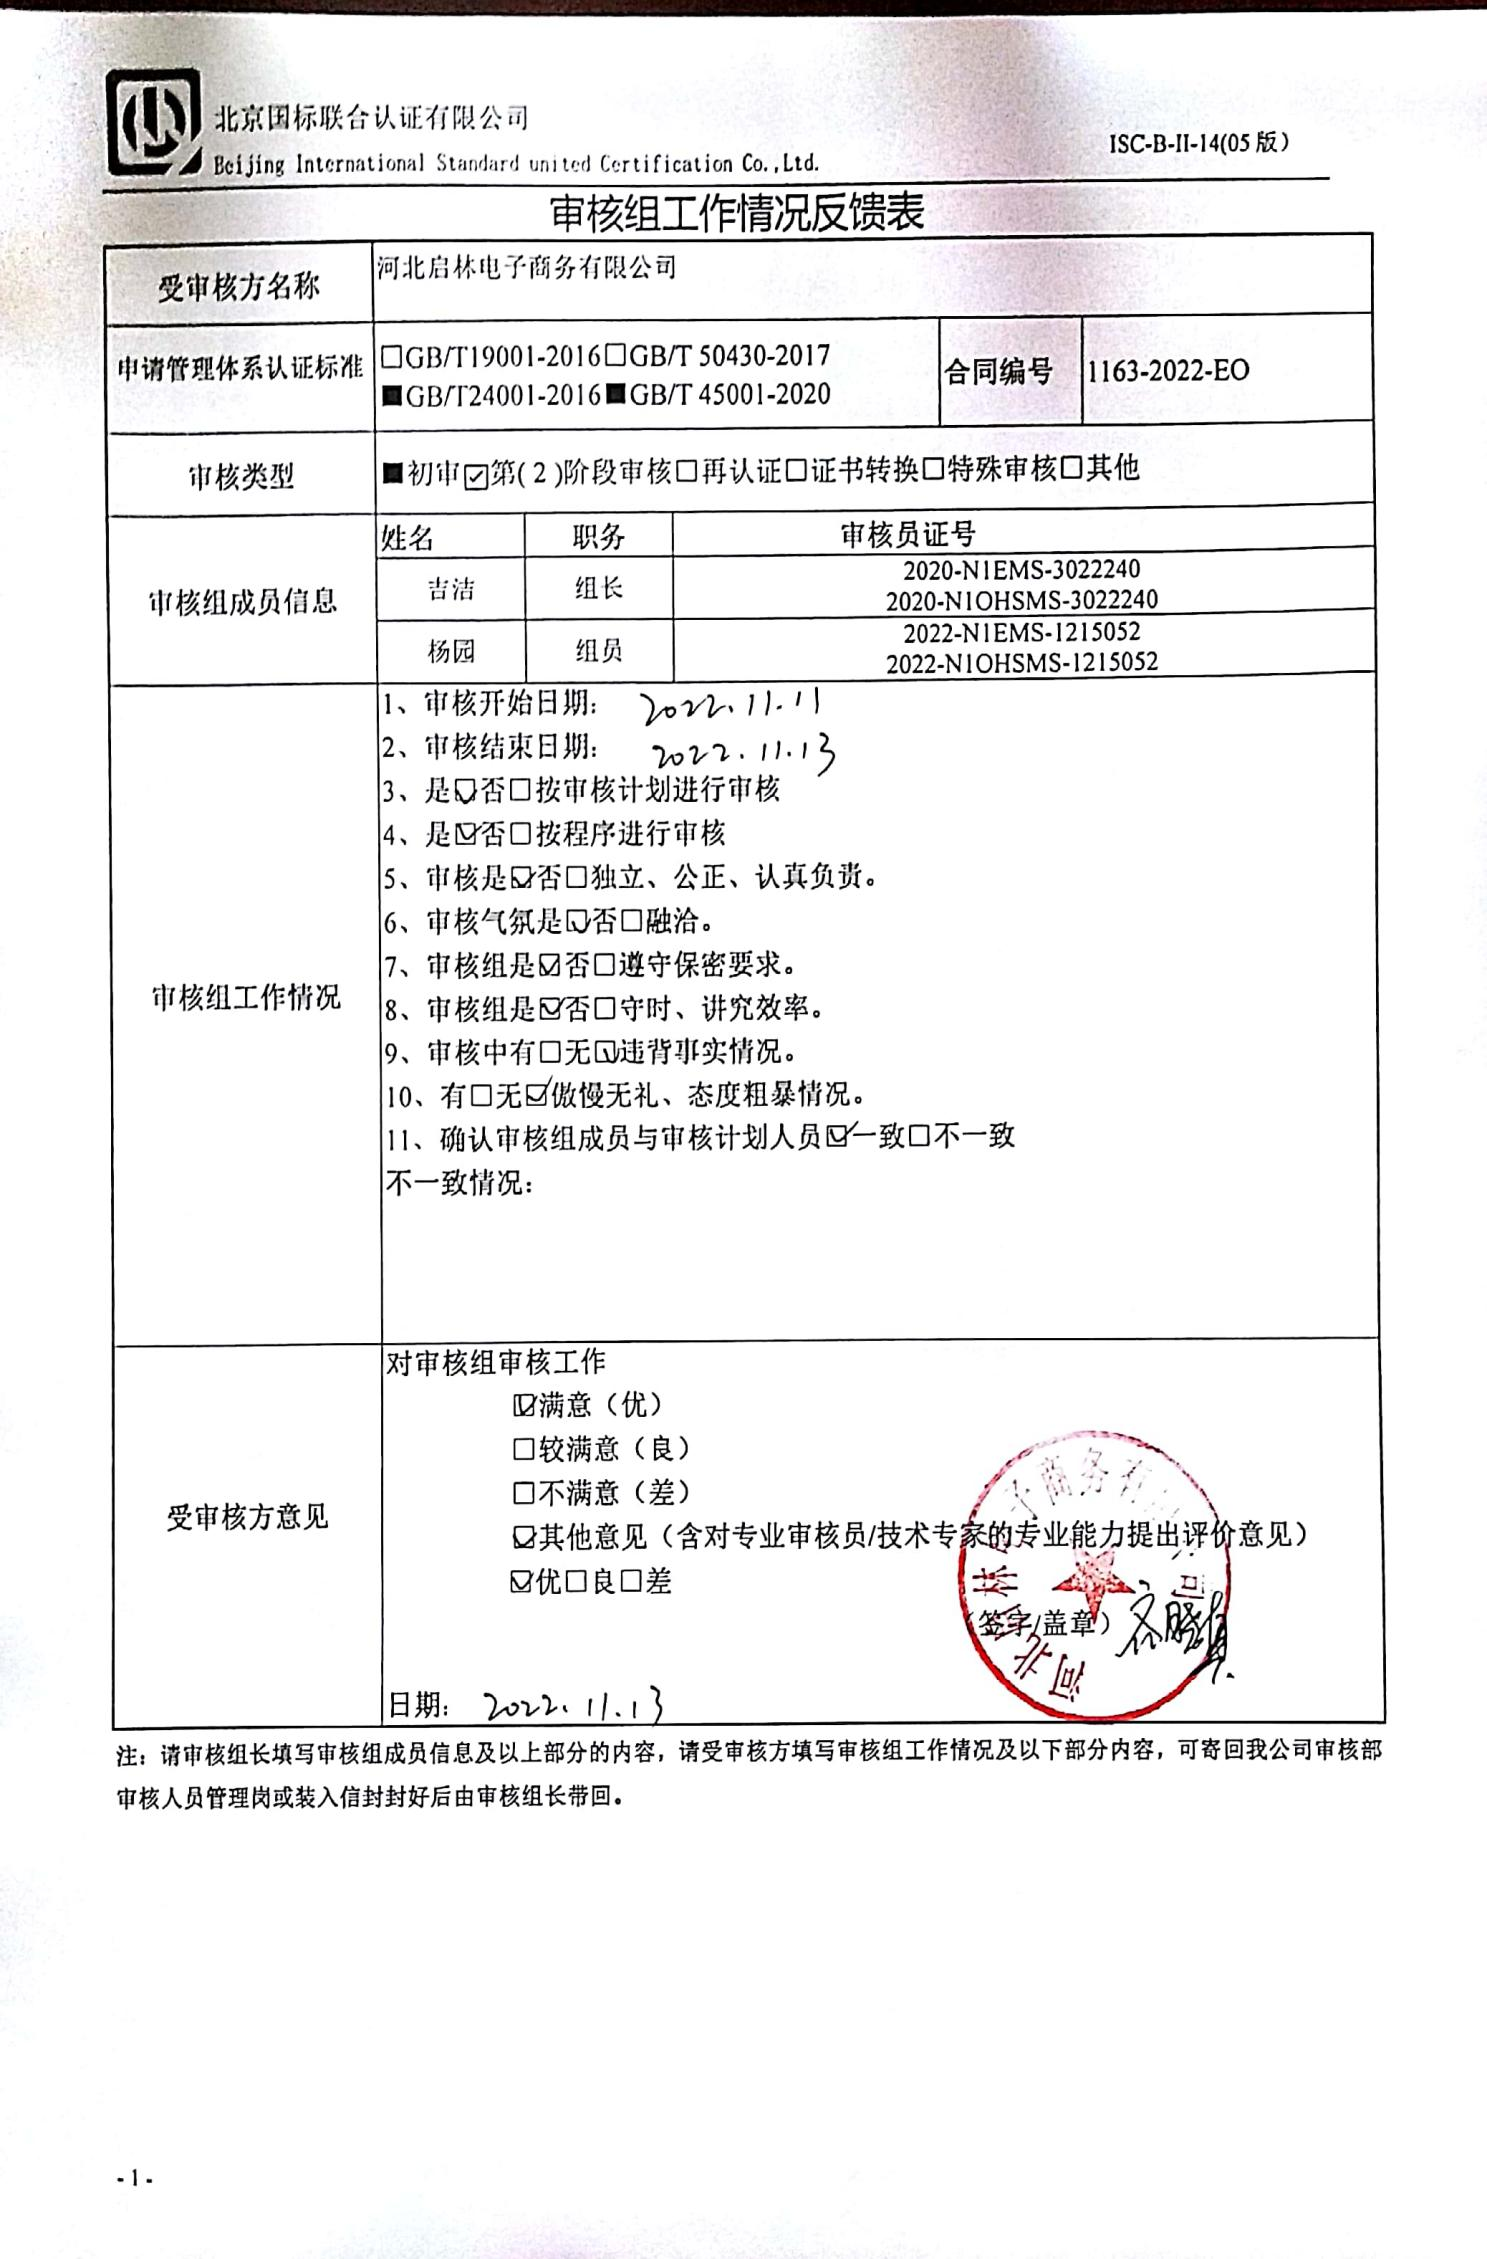 北京国标联合认证有限公司
Beijing International Standard united Certification Co.,Ltd.
ISC-B-II-14(05版)
审核组工作情况反馈表
受审核方名称
河北启林电子商务有限公司
申请管理体系认证标准
□GB/T19001-2016□GB/T 50430-2017
■GB/T24001-2016■GB/T 45001-2020
合同编号
1163-2022-EO
审核类型
■初审☑第(2)阶段审核□再认证□证书转换□特殊审核□其他
审核组成员信息
姓名 职务 审核员证号
吉洁 组长 2020-N1EMS-3022240
2020-N1OHSMS-3022240
杨园 组员 2022-N1EMS-1215052
2022-N1OHSMS-1215052
审核组工作情况
1、审核开始日期: 2022.11.11
2、审核结束日期: 2022.11.13
3、是☑否□按审核计划进行审核
4、是☑否□按程序进行审核
5、审核是☑否□独立、公正、认真负责。
6、审核气氛是☑否□融洽。
7、审核组是☑否□遵守保密要求。
8、审核组是☑否□守时、讲究效率。
9、审核中有□无☑违背事实情况。
10、有□无☑傲慢无礼、态度粗暴情况。
11、确认审核组成员与审核计划人员☑一致□不一致
不一致情况:
受审核方意见
对审核组审核工作
☑满意（优）
□较满意（良）
□不满意（差）
☑其他意见（含对专业审核员/技术专家的专业能力提出评价意见）
☑优□良□差
（签字/盖章）
日期: 2022.11.13
注：请审核组长填写审核组成员信息及以上部分的内容，请受审核方填写审核组工作情况及以下部分内容，可寄回我公司审核部
审核人员管理岗或装入信封封好后由审核组长带回。
-1-